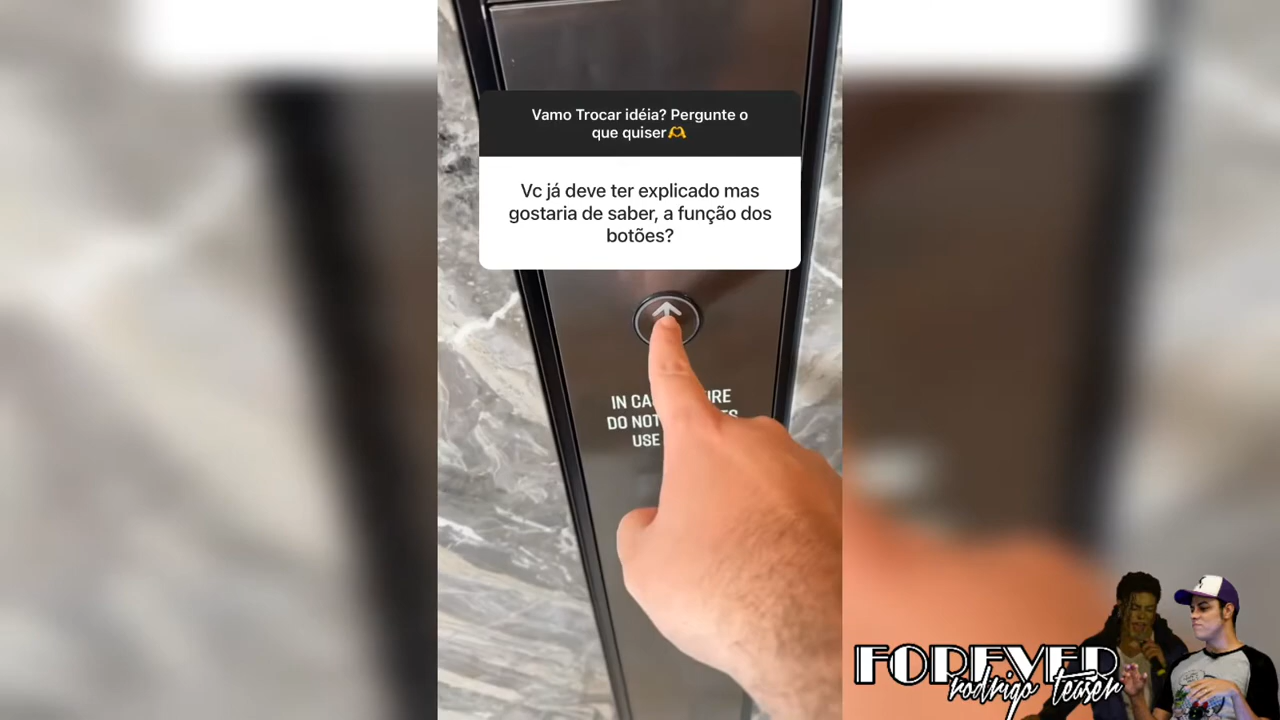 Vamo Trocar idéia? Pergunte o
que quiser🫶
Vc já deve ter explicado mas
gostaria de saber, a função dos
botões?
IN CA
DO NOT
USE
FOREVER
rodrigo teaser